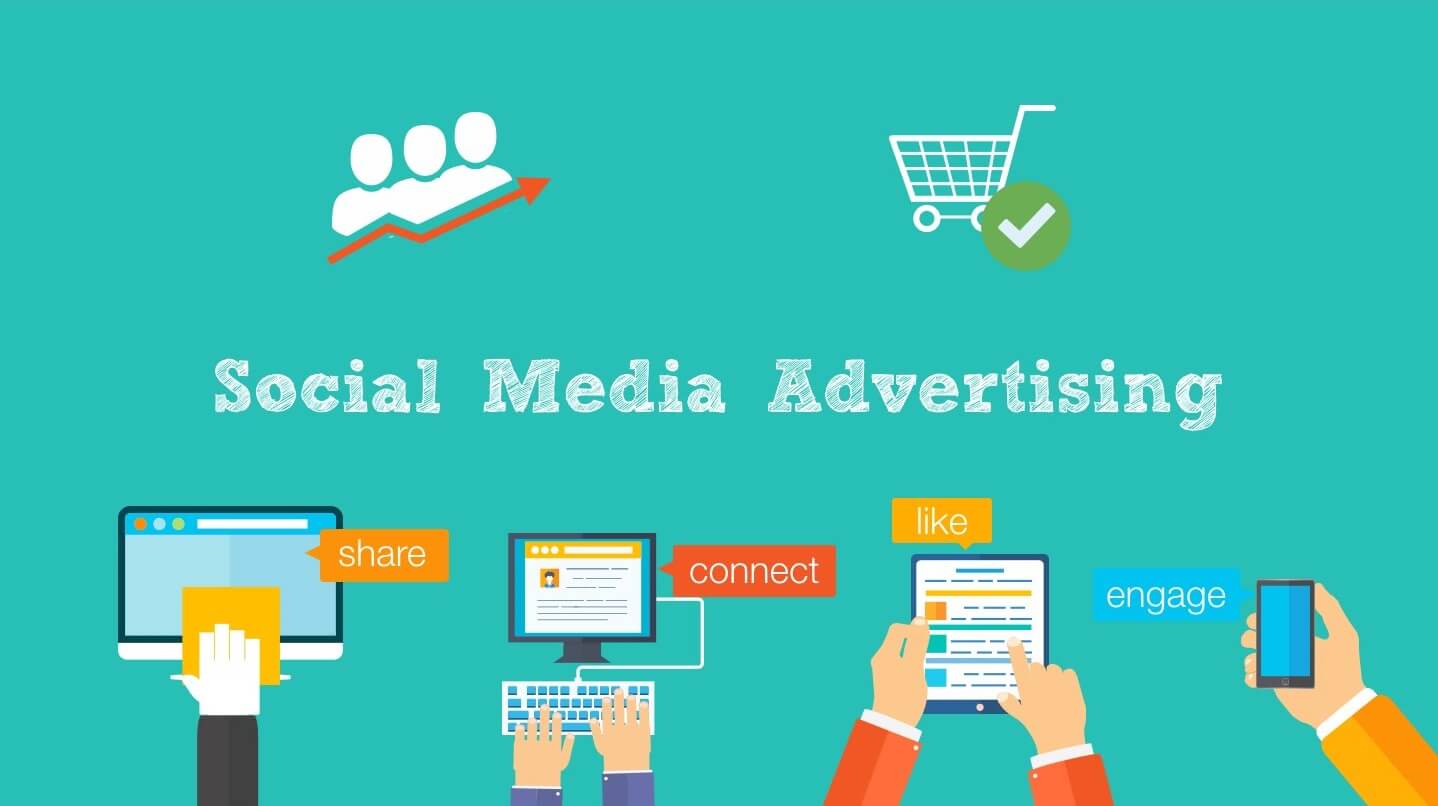 Social Media Advertising
share
connect
like
engage